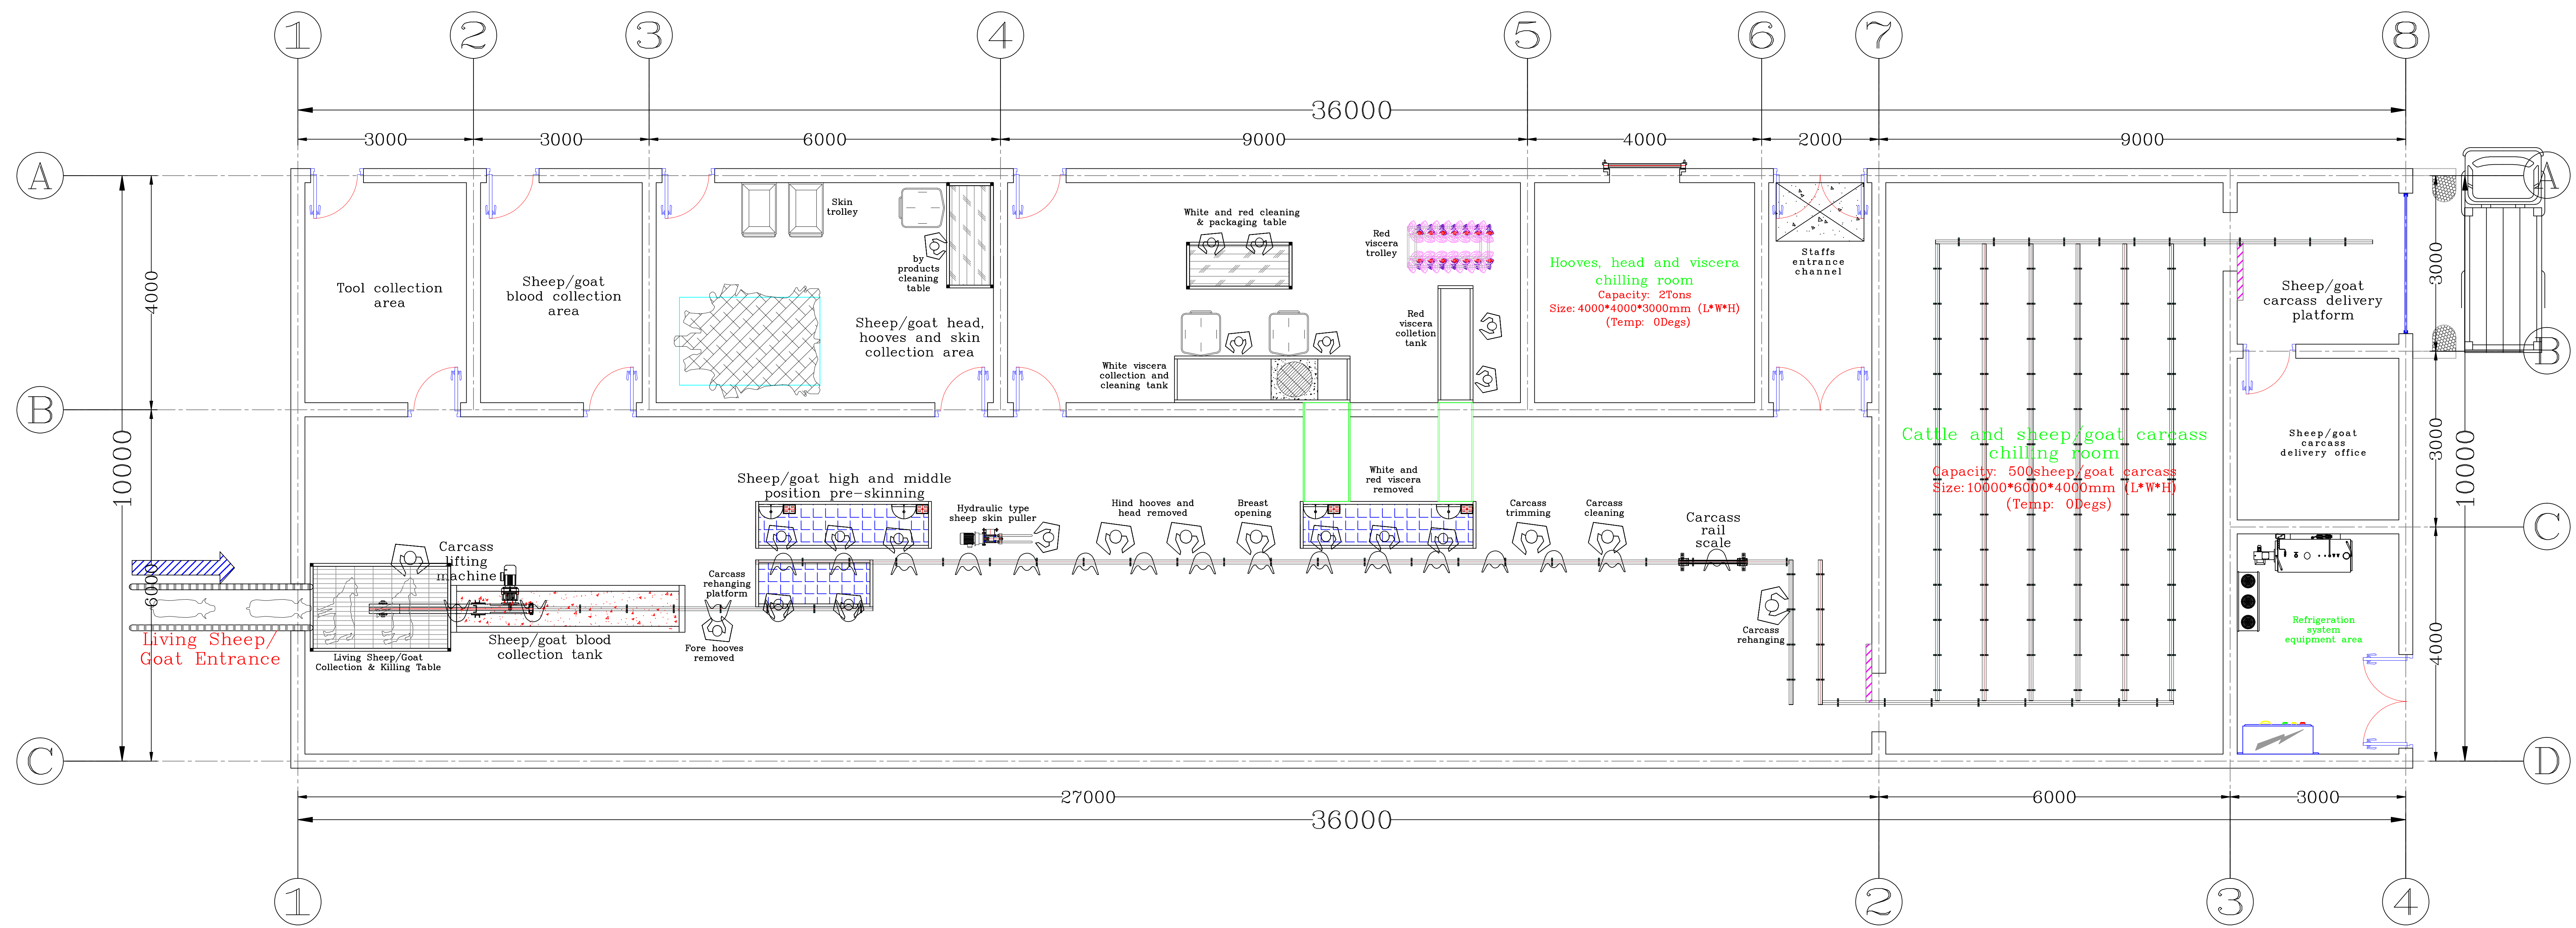 1 2 3 4 5 6 7 8
36000
3000 3000 6000 9000 4000 2000 9000
A
A
Skin
trolley
White and red cleaning
& packaging table
Red
viscera
trolley
Staffs
entrance
channel
by
products
cleaning
table
Tool collection
area
Sheep/goat
blood collection
area
Sheep/goat head,
hooves and skin
collection area
Red
viscera
colletion
tank
White viscera
collection and
cleaning tank
Hooves, head and viscera
chilling room
Capacity: 2Tons
Size:4000*4000*3000mm (L*W*H)
(Temp: 0Degs)
Sheep/goat
carcass delivery
platform
4000
3000
B
B
10000
6000
Cattle and sheep/goat carcass
chilling room
Capacity: 500sheep/goat carcass
Size:10000*6000*4000mm (L*W*H)
(Temp: 0Degs)
Sheep/goat
carcass
delivery office
3000
10000
C
Sheep/goat high and middle
position pre-skinning
Hydraulic type
sheep skin puller
Hind hooves and
head removed
Breast
opening
White and
red viscera
removed
Carcass
trimming
Carcass
cleaning
Carcass
rail
scale
Carcass
lifting
machine
Carcass
rehanging
platform
Living Sheep/
Goat Entrance
Living Sheep/Goat
Collection & Killing Table
Sheep/goat blood
collection tank
Fore hooves
removed
Carcass
rehanging
Refrigeration
system
equipment area
4000
C
D
27000 6000 3000
36000
1 2 3 4